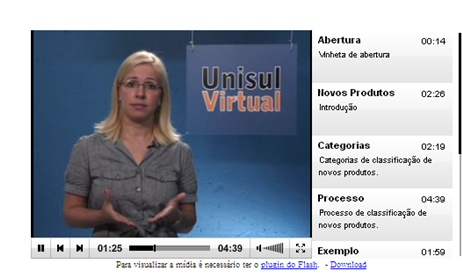 Unisul
Virtual
Abertura 00:14
Vinheta de abertura
Novos Produtos 02:26
Introdução
Categorias 02:19
Categorias de classificação de
novos produtos.
Processo 04:39
Processo de classificação de
novos produtos.
Exemplo 01:59
01:25 04:39
Para visualizar a mídia é necessário ter o plugin do Flash. - Download